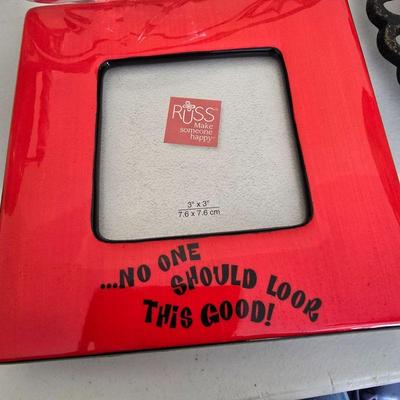 RUSS
Make
someone
happy
3" x 3"
7.6 x 7.6 cm
...NO ONE
SHOULD LOOK
THIS GOOD!